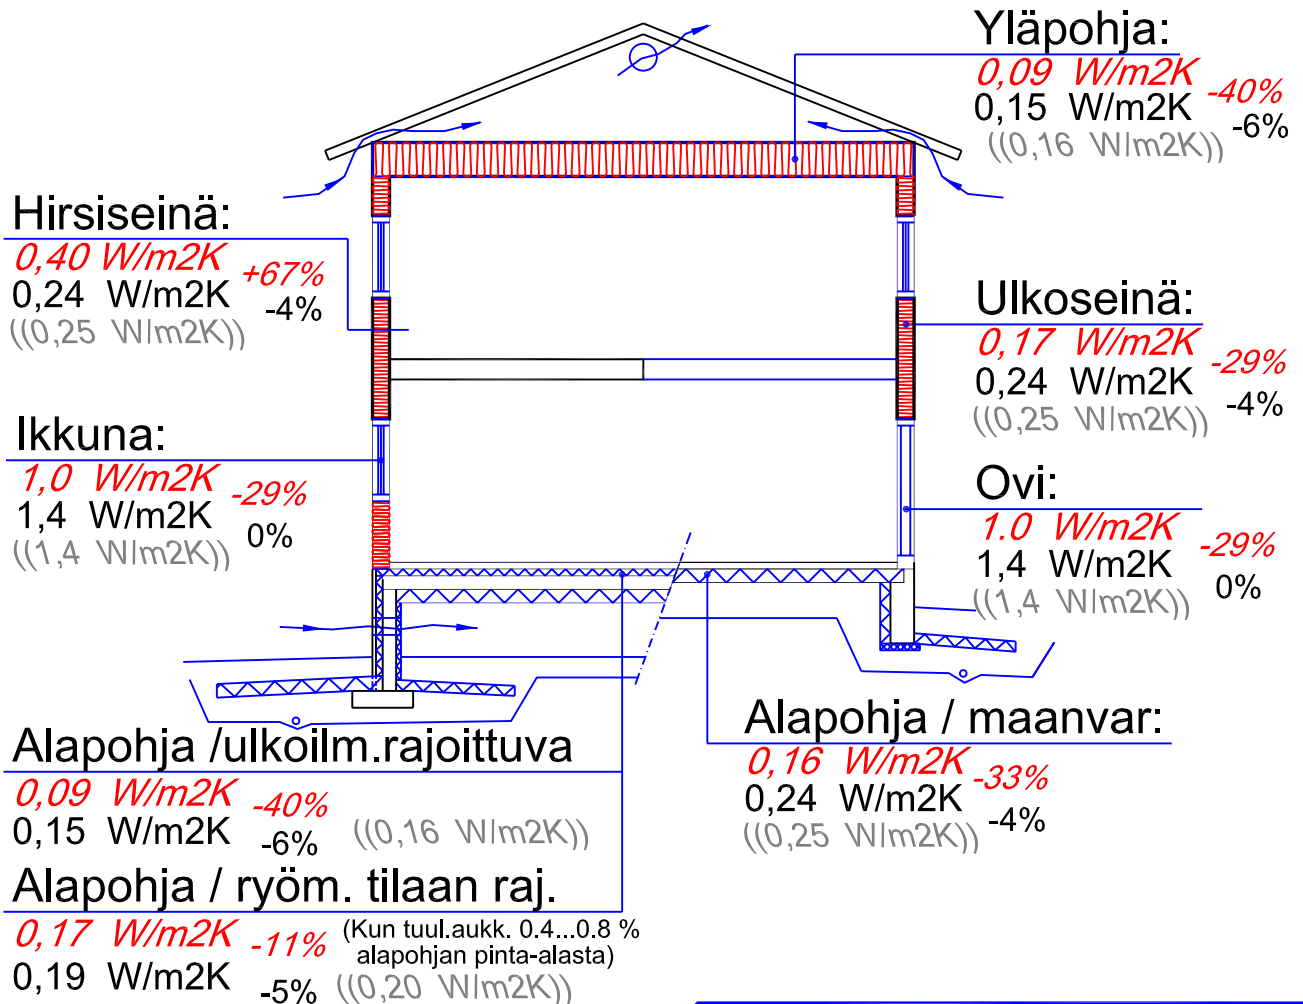 Yläpohja:
0,09 W/m2K -40%
0,15 W/m2K -6%
((0,16 W/m2K))
Hirsiseinä:
0,40 W/m2K +67%
0,24 W/m2K -4%
((0,25 W/m2K))
Ulkoseinä:
0,17 W/m2K -29%
0,24 W/m2K -4%
((0,25 W/m2K))
Ikkuna:
1,0 W/m2K -29%
1,4 W/m2K 0%
((1,4 W/m2K))
Ovi:
1.0 W/m2K -29%
1,4 W/m2K 0%
((1,4 W/m2K))
Alapohja /ulkoilm.rajoittuva
0,09 W/m2K -40%
0,15 W/m2K -6% ((0,16 W/m2K))
Alapohja / maanvar:
0,16 W/m2K -33%
0,24 W/m2K -4%
((0,25 W/m2K))
Alapohja / ryöm. tilaan raj.
0,17 W/m2K -11% (Kun tuul.aukk. 0.4...0.8 %
alapohjan pinta-alasta)
0,19 W/m2K -5% ((0,20 W/m2K))